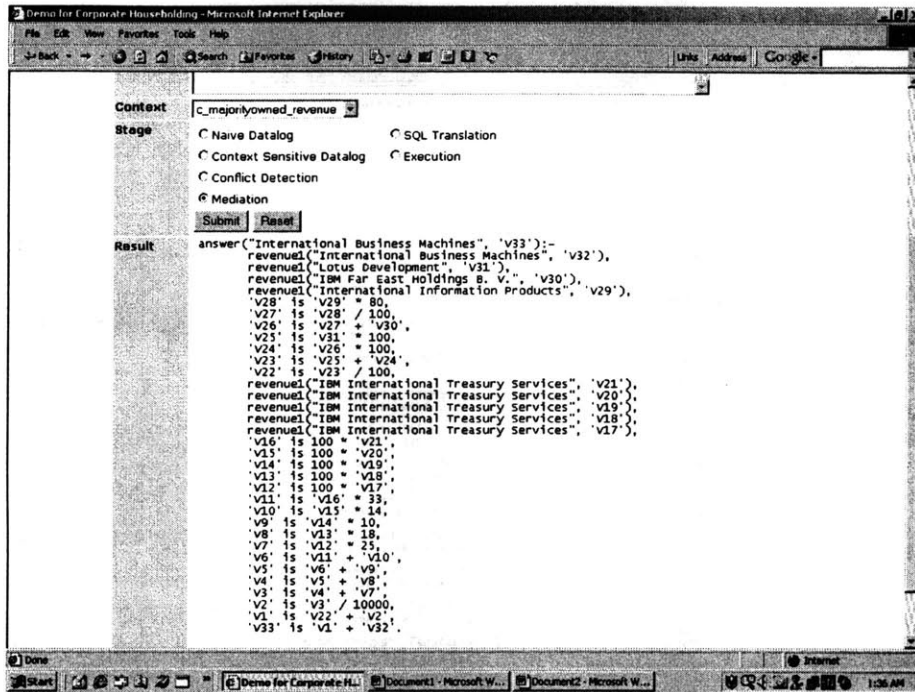 Demo for Corporate Householding - Microsoft Internet Explorer
File Edit View Favorites Tools Help
Back Search Favorites History Links Address Google
Context c_majorityowned_revenue
Stage
Naive Datalog SQL Translation
Context Sensitive Datalog Execution
Conflict Detection
Mediation
Submit Reset
Result
answer("International Business Machines", 'V33'):-
revenue1("International Business Machines", 'V32'),
revenue1("Lotus Development", 'V31'),
revenue1("IBM Far East Holdings B. V.", 'V30'),
revenue1("International Information Products", 'V29'),
'V28' is 'V29' * 80,
'V27' is 'V28' / 100,
'V26' is 'V27' + 'V30',
'V25' is 'V31' * 100,
'V24' is 'V26' * 100,
'V23' is 'V25' + 'V24',
'V22' is 'V23' / 100,
revenue1("IBM International Treasury Services", 'V21'),
revenue1("IBM International Treasury Services", 'V20'),
revenue1("IBM International Treasury Services", 'V19'),
revenue1("IBM International Treasury Services", 'V18'),
revenue1("IBM International Treasury Services", 'V17'),
'V16' is 100 * 'V21',
'V15' is 100 * 'V20',
'V14' is 100 * 'V19',
'V13' is 100 * 'V18',
'V12' is 100 * 'V17',
'V11' is 'V16' * 33,
'V10' is 'V15' * 14,
'V9' is 'V14' * 10,
'V8' is 'V13' * 18,
'V7' is 'V12' * 25,
'V6' is 'V11' + 'V10',
'V5' is 'V6' + 'V9',
'V4' is 'V5' + 'V8',
'V3' is 'V4' + 'V7',
'V2' is 'V3' / 10000,
'V1' is 'V22' + 'V2',
'V33' is 'V1' + 'V32'.
Done Internet
Start Demo for Corporate H... Document1 - Microsoft W... Document2 - Microsoft W... 1:36 AM